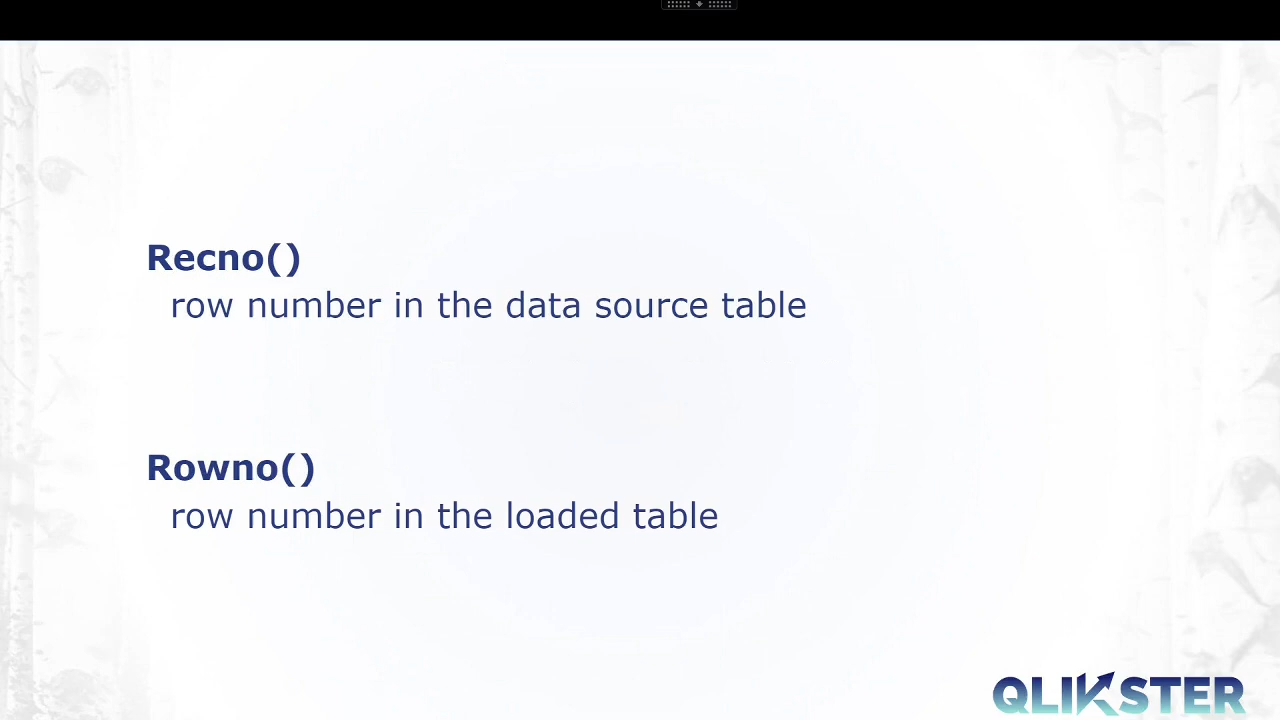 Recno()
row number in the data source table
Rowno()
row number in the loaded table
QLIKSTER